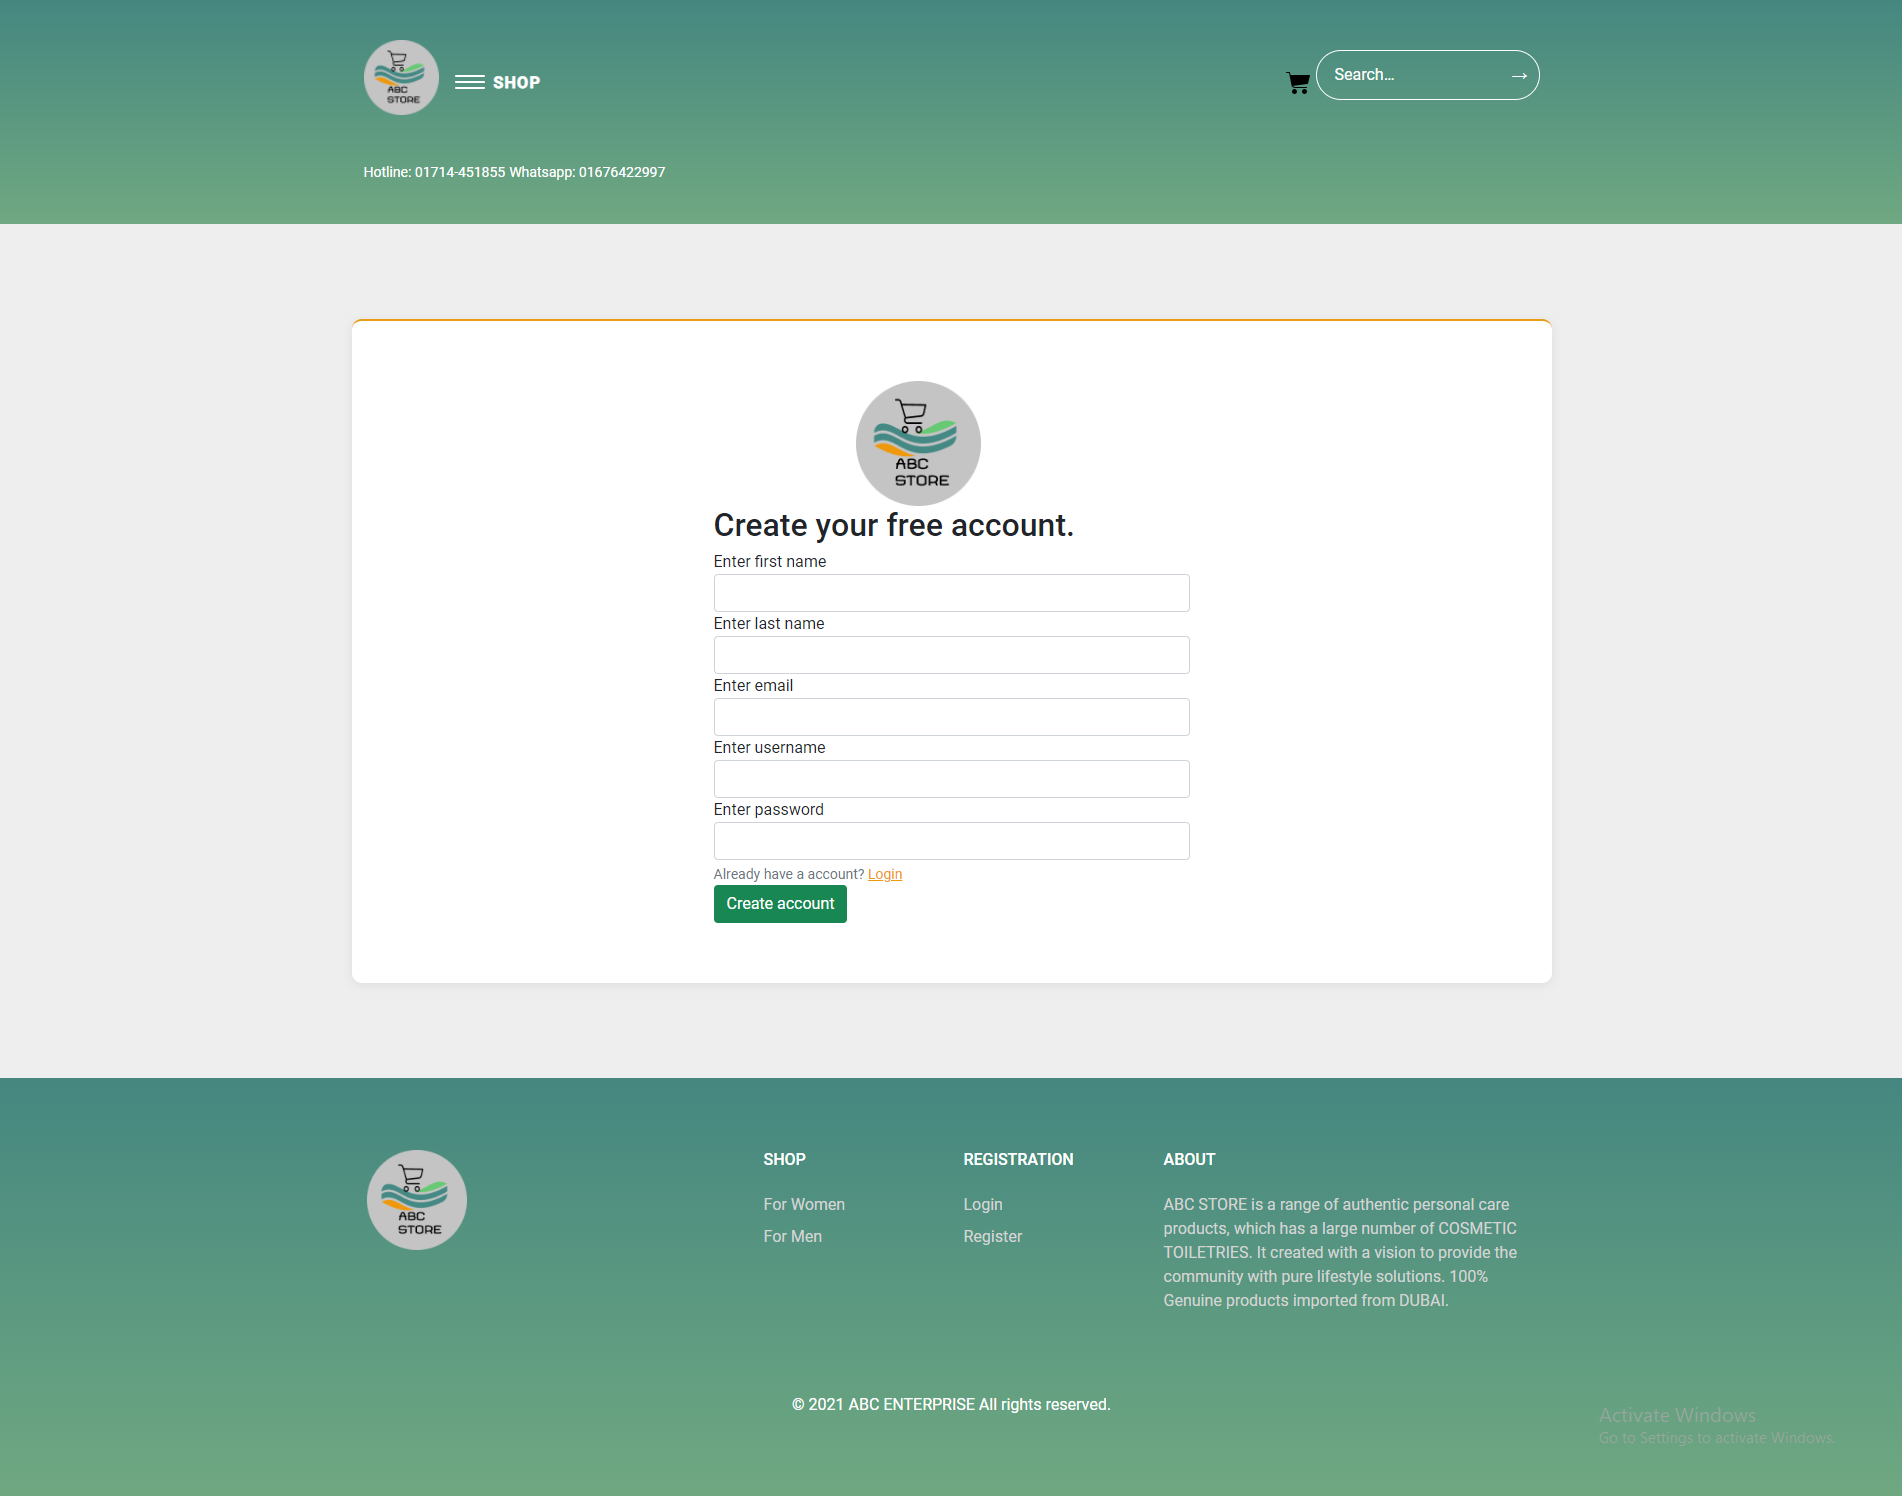 ABC
STORE
SHOP
Search...
→
Hotline: 01714-451855 Whatsapp: 01676422997
ABC
STORE
Create your free account.
Enter first name
Enter last name
Enter email
Enter username
Enter password
Already have a account? Login
Create account
ABC
STORE
SHOP
For Women
For Men
REGISTRATION
Login
Register
ABOUT
ABC STORE is a range of authentic personal care
products, which has a large number of COSMETIC
TOILETRIES. It created with a vision to provide the
community with pure lifestyle solutions. 100%
Genuine products imported from DUBAI.
© 2021 ABC ENTERPRISE All rights reserved.
Activate Windows
Go to Settings to activate Windows.